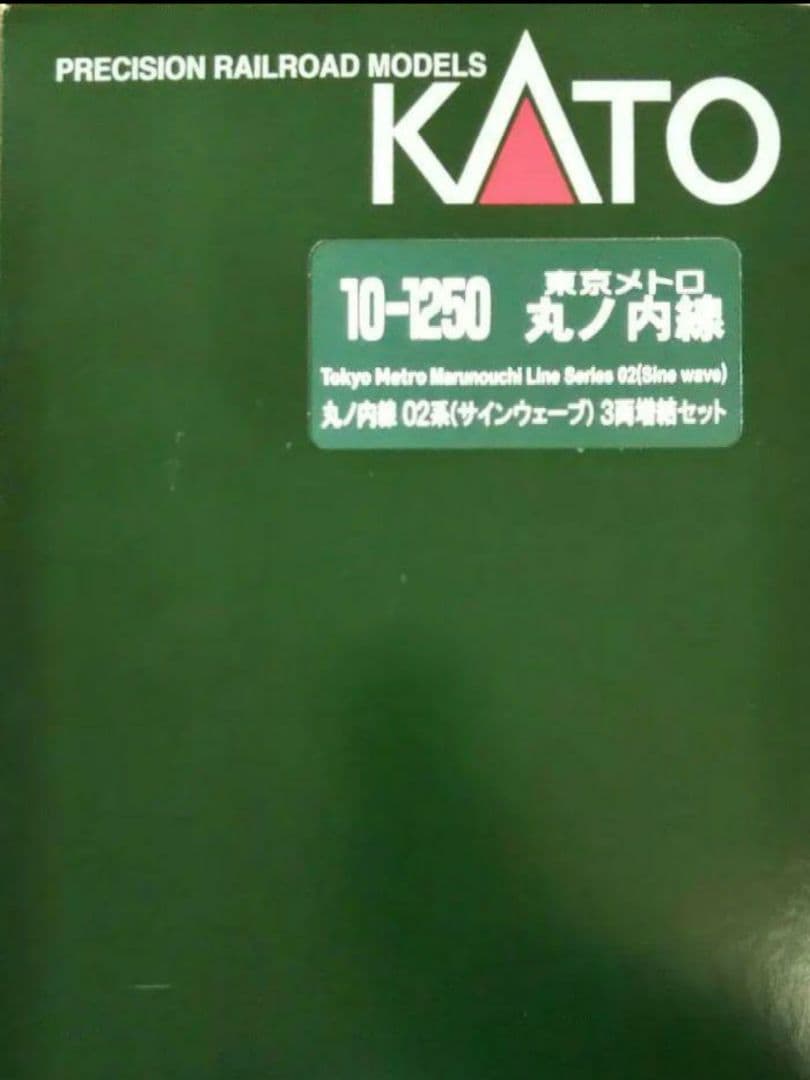 PRECISION RAILROAD MODELS
KATO
10-1250
東京メトロ
丸ノ内線
Tokyo Metro Marunouchi Line Series 02(Sine wave)
丸ノ内線 02系(サインウェーブ) 3両増結セット